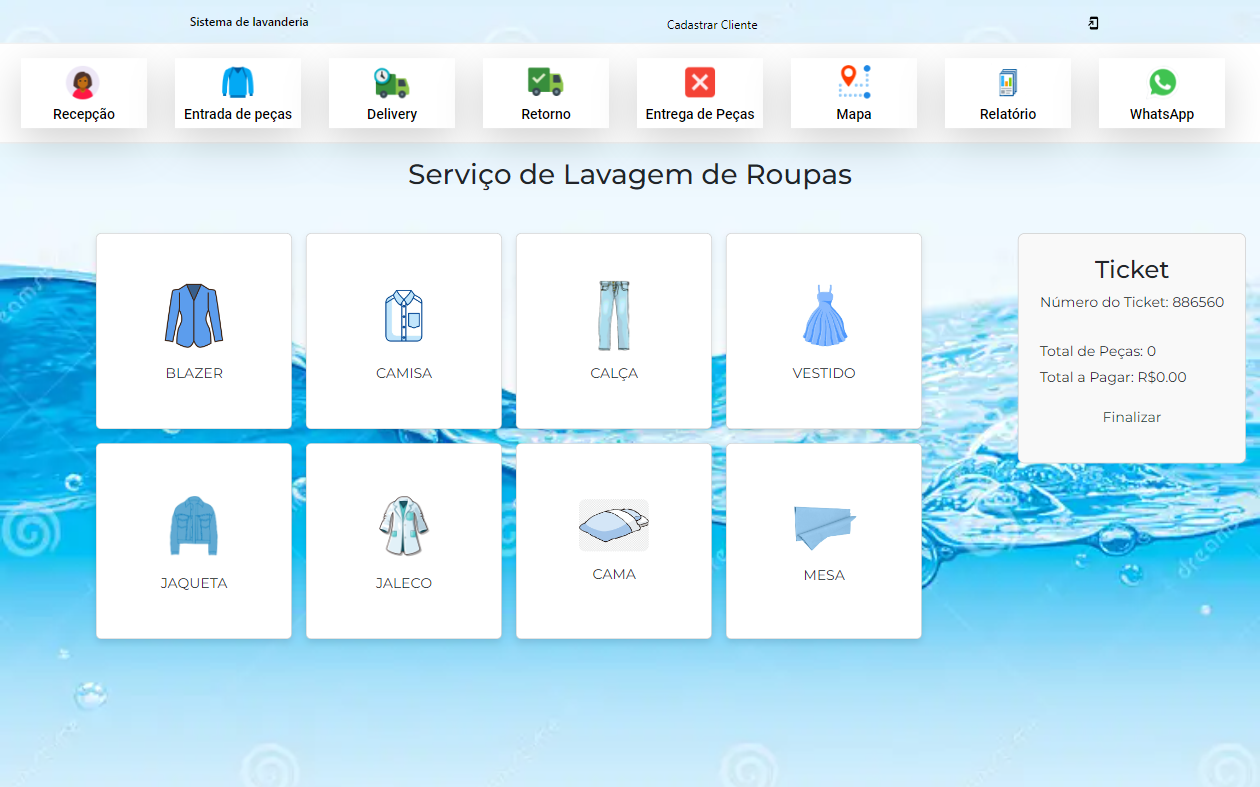 Sistema de lavanderia
Cadastrar Cliente
Recepção
Entrada de peças
Delivery
Retorno
Entrega de Peças
Mapa
Relatório
WhatsApp
Serviço de Lavagem de Roupas
BLAZER
CAMISA
CALÇA
VESTIDO
JAQUETA
JALECO
CAMA
MESA
Ticket
Número do Ticket: 886560
Total de Peças: 0
Total a Pagar: R$0.00
Finalizar